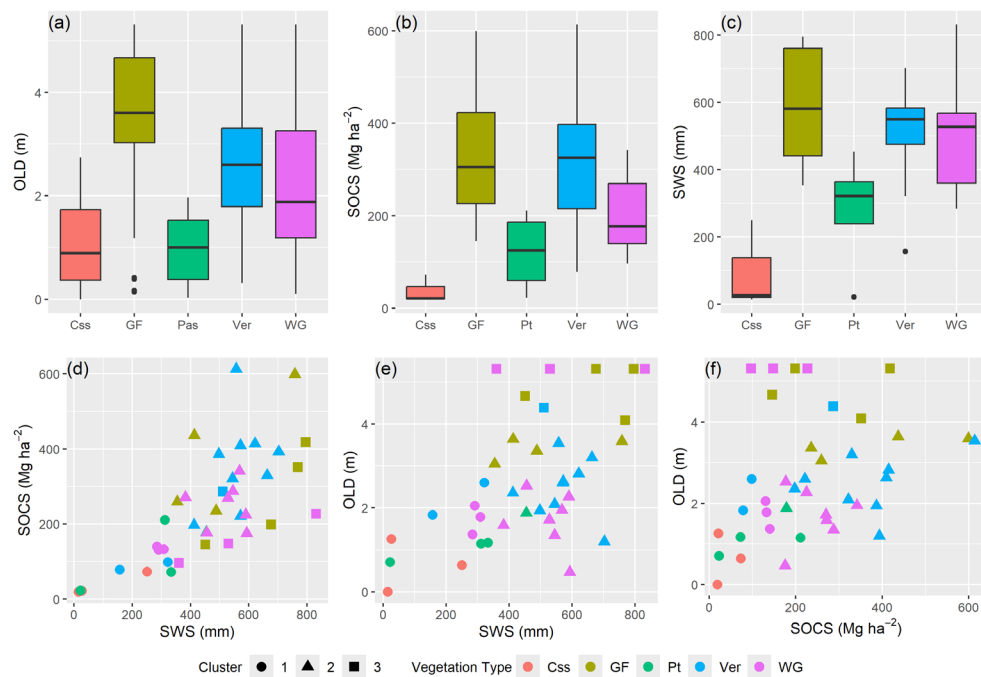 (a)
OLD (m)
4
2
0
Css GF Pas Ver WG
(b)
SOCS (Mg ha⁻²)
600
400
200
0
Css GF Pt Ver WG
(c)
SWS (mm)
800
600
400
200
0
Css GF Pt Ver WG
(d)
SOCS (Mg ha⁻²)
600
400
200
0
0 200 400 600 800
SWS (mm)
(e)
OLD (m)
4
2
0
0 200 400 600 800
SWS (mm)
(f)
OLD (m)
4
2
0
0 200 400 600
SOCS (Mg ha⁻²)
Cluster 1 2 3 Vegetation Type Css GF Pt Ver WG